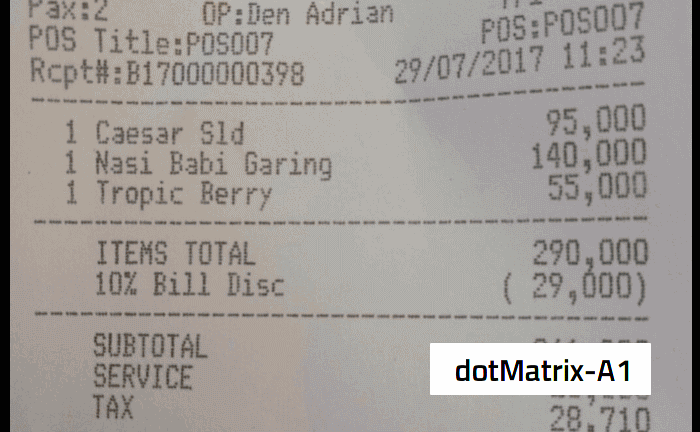 Pax:2 OP:Den Adrian
POS Title:POS007 POS:POS007
Rcpt#:B17000000398 29/07/2017 11:23
1 Caesar Sld 95,000
1 Nasi Babi Garing 140,000
1 Tropic Berry 55,000
ITEMS TOTAL 290,000
10% Bill Disc ( 29,000)
SUBTOTAL
SERVICE
TAX 28,710
dotMatrix-A1